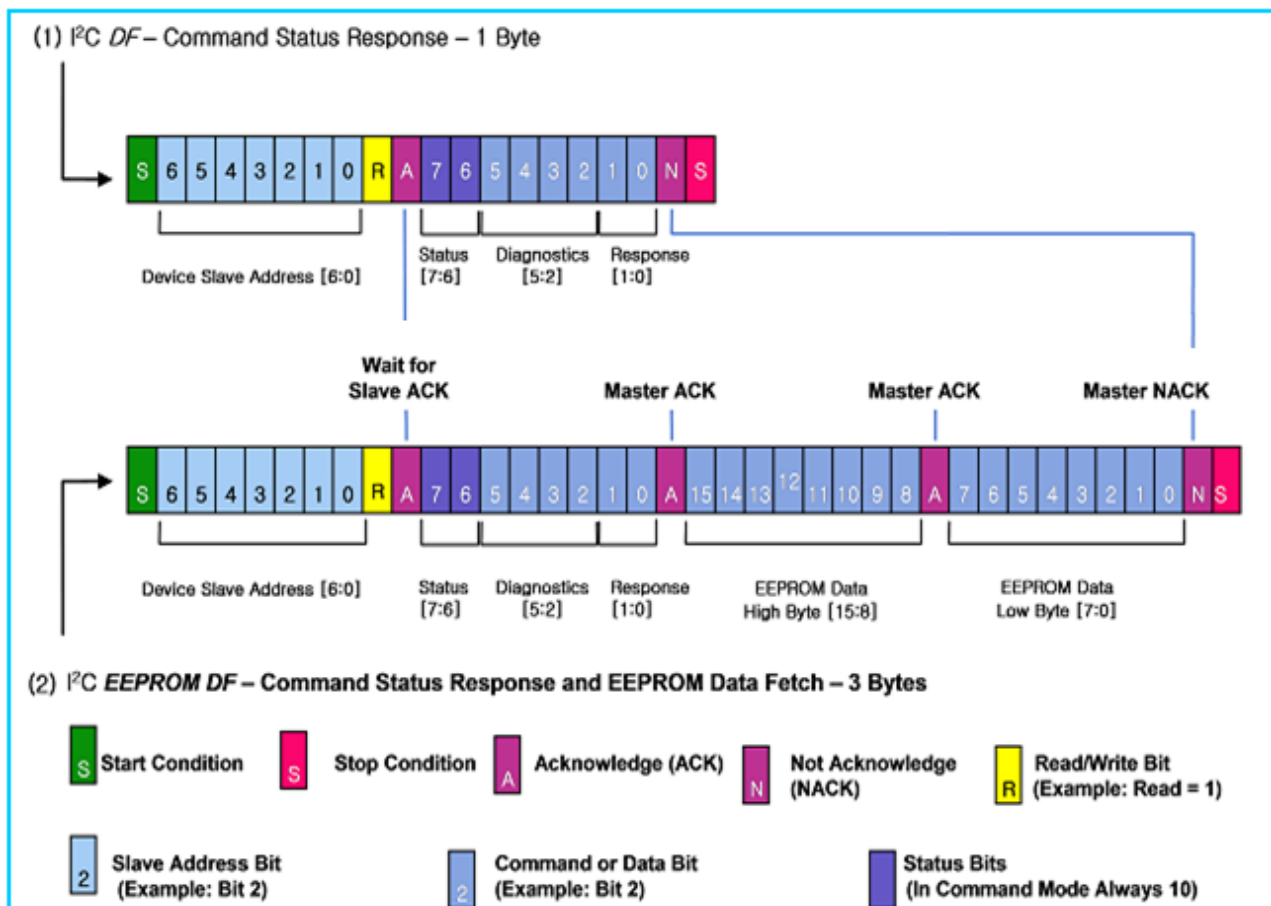 (1) I²C DF – Command Status Response – 1 Byte
S 6 5 4 3 2 1 0 R A 7 6 5 4 3 2 1 0 N S
Device Slave Address [6:0]
Status
[7:6]
Diagnostics
[5:2]
Response
[1:0]
Wait for
Slave ACK
Master ACK
Master ACK
Master NACK
S 6 5 4 3 2 1 0 R A 7 6 5 4 3 2 1 0 A 15 14 13 12 11 10 9 8 A 7 6 5 4 3 2 1 0 N S
Device Slave Address [6:0]
Status
[7:6]
Diagnostics
[5:2]
Response
[1:0]
EEPROM Data
High Byte [15:8]
EEPROM Data
Low Byte [7:0]
(2) I²C EEPROM DF – Command Status Response and EEPROM Data Fetch – 3 Bytes
S Start Condition
S Stop Condition
A Acknowledge (ACK)
N Not Acknowledge
(NACK)
R Read/Write Bit
(Example: Read = 1)
2 Slave Address Bit
(Example: Bit 2)
2 Command or Data Bit
(Example: Bit 2)
Status Bits
(In Command Mode Always 10)